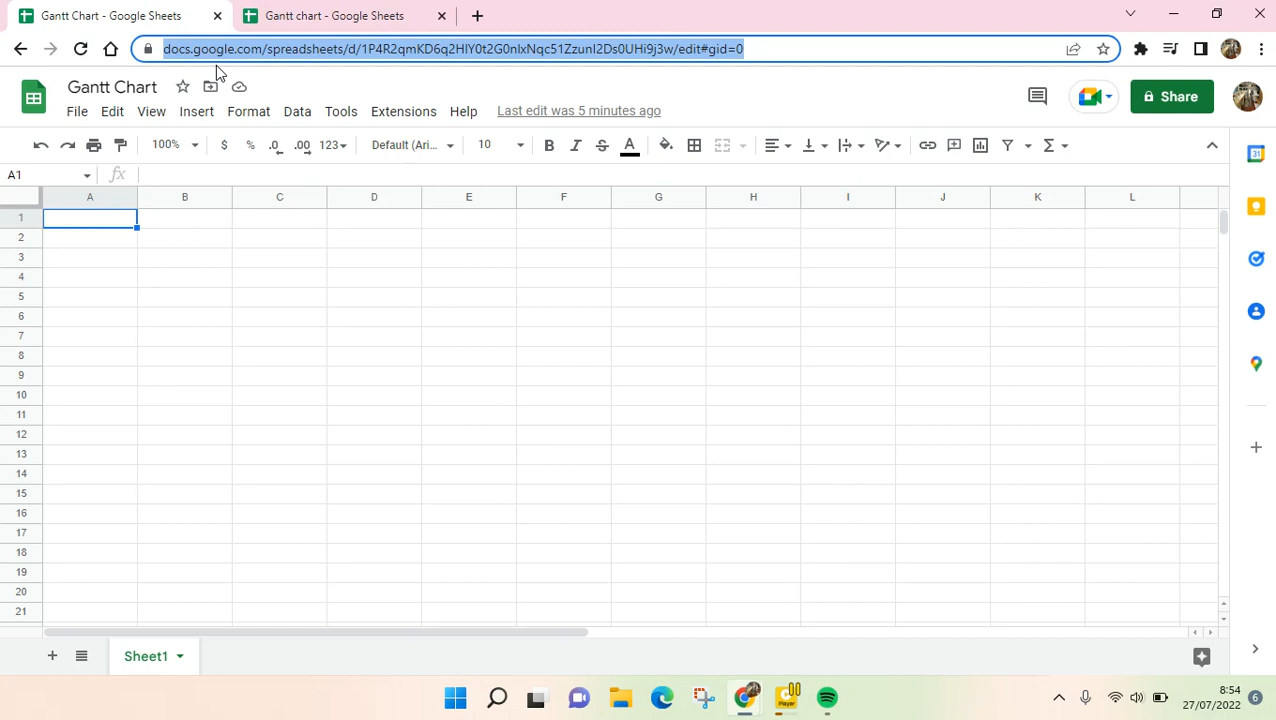 Gantt Chart - Google Sheets
Gantt chart - Google Sheets
docs.google.com/spreadsheets/d/1P4R2qmKD6q2HlY0t2G0nlxNqc51Zzunl2Ds0UHi9j3w/edit#gid=0
Gantt Chart
File Edit View Insert Format Data Tools Extensions Help Last edit was 5 minutes ago
Share
100% $ % .0 .00 123 Default (Ari... 10 B I S A
A1 fx
A B C D E F G H I J K L
1
2
3
4
5
6
7
8
9
10
11
12
13
14
15
16
17
18
19
20
21
Sheet1
31
Player
8:54
27/07/2022
6